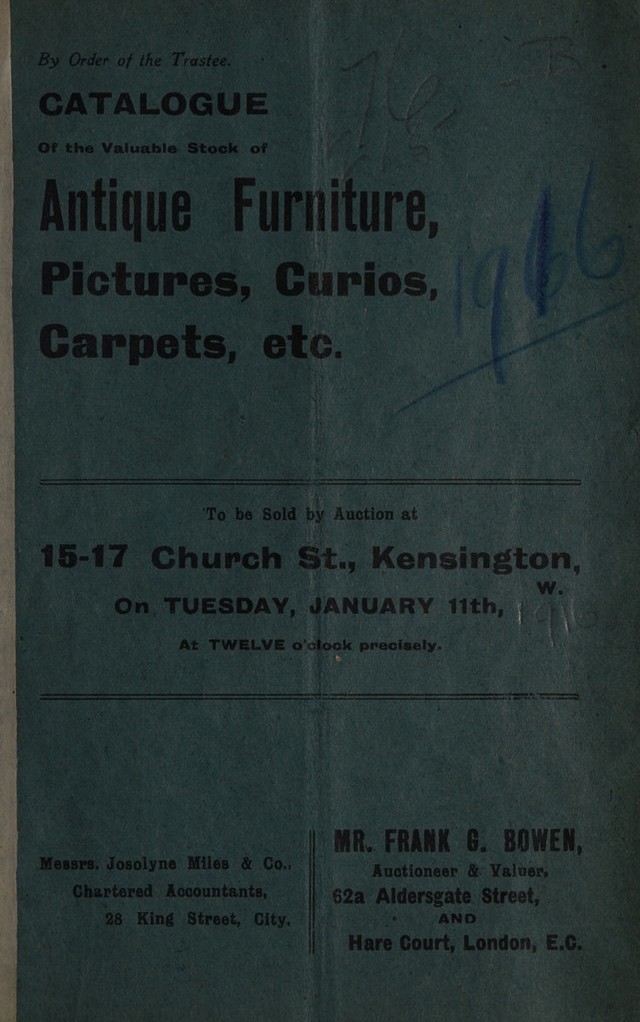 By Order of the Trastee.
CATALOGUE
Of the Valuable Stock of
Antique Furniture,
Pictures, Curios,
Carpets, etc.
To be Sold by Auction at
15-17 Church St., Kensington,
W.
On TUESDAY, JANUARY 11th,
At TWELVE o'clock precisely.
Messrs. Josolyne Miles & Co.,
Chartered Accountants,
28 King Street, City.
MR. FRANK G. BOWEN,
Auctioneer & Valuer,
62a Aldersgate Street,
AND
Hare Court, London, E.C.